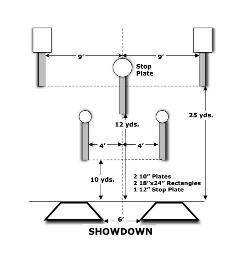 9' 9'
Stop
Plate
25 yds.
12 yds.
4' 4'
10 yds.
2 10" Plates
2 18"x24" Rectangles
1 12" Stop Plate
6'
SHOWDOWN